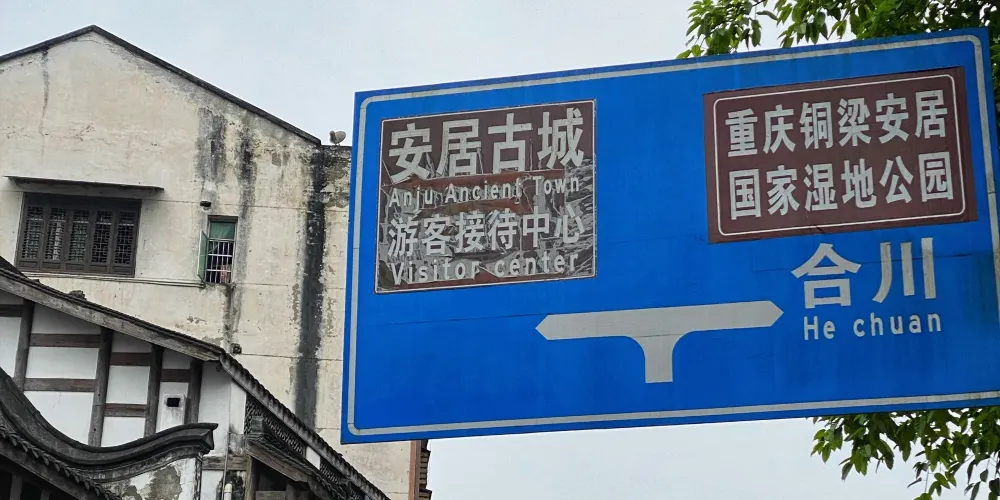 安居古城
Anju Ancient Town
游客接待中心
Visitor center
重庆铜梁安居
国家湿地公园
合川
He chuan